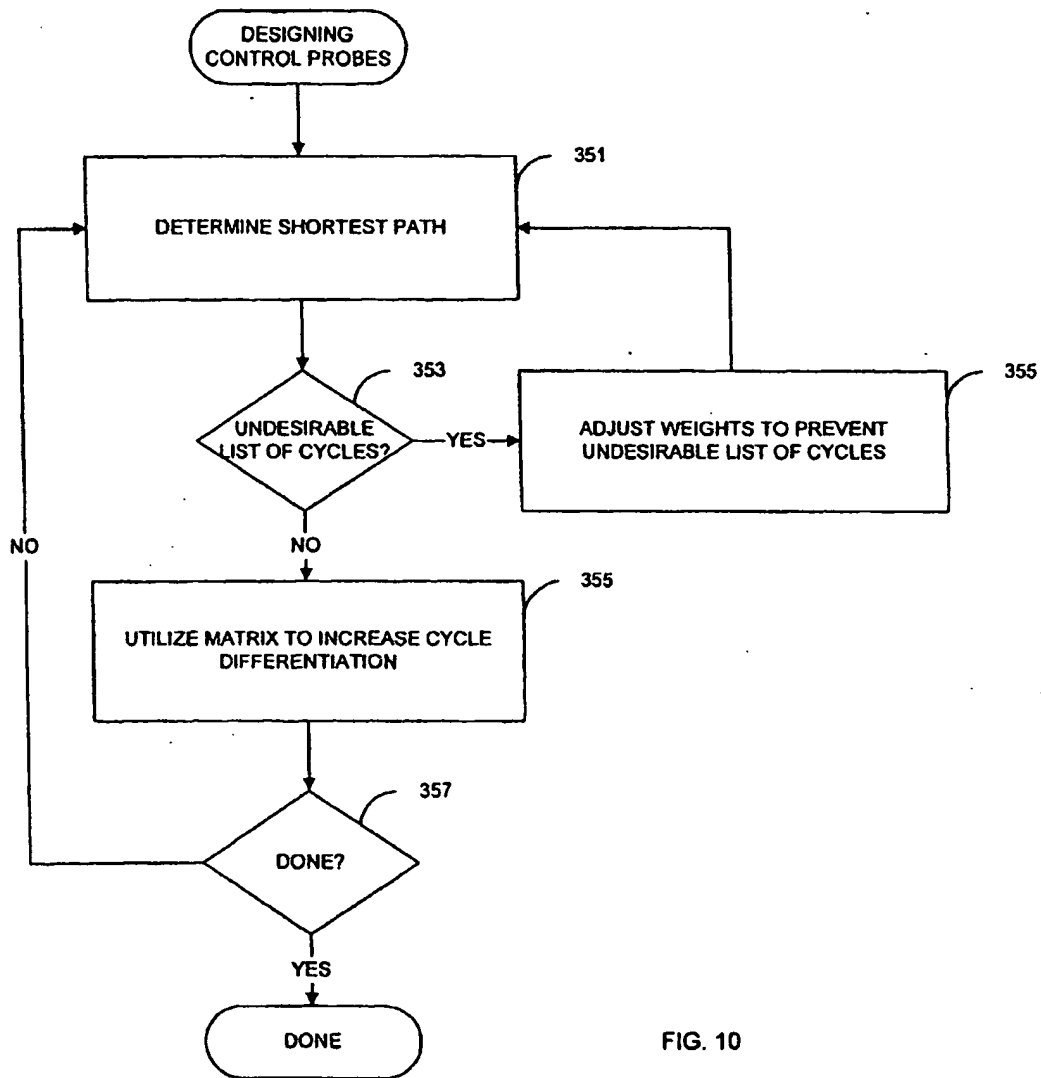 DESIGNING
CONTROL PROBES
351
DETERMINE SHORTEST PATH
353
UNDESIRABLE
LIST OF CYCLES?
YES
355
ADJUST WEIGHTS TO PREVENT
UNDESIRABLE LIST OF CYCLES
NO
NO
355
UTILIZE MATRIX TO INCREASE CYCLE
DIFFERENTIATION
357
DONE?
YES
DONE
FIG. 10